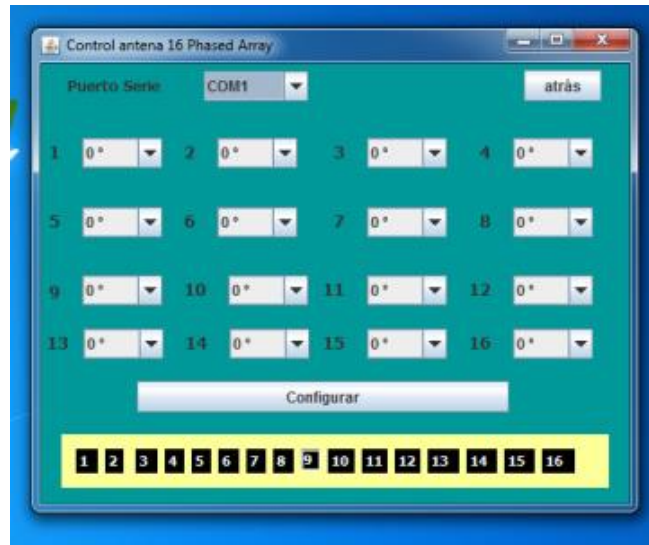 Control antena 16 Phased Array
Puerto Serie COM1 atràs
1 0° 2 0° 3 0° 4 0°
5 0° 6 0° 7 0° 8 0°
9 0° 10 0° 11 0° 12 0°
13 0° 14 0° 15 0° 16 0°
Configurar
1 2 3 4 5 6 7 8 9 10 11 12 13 14 15 16